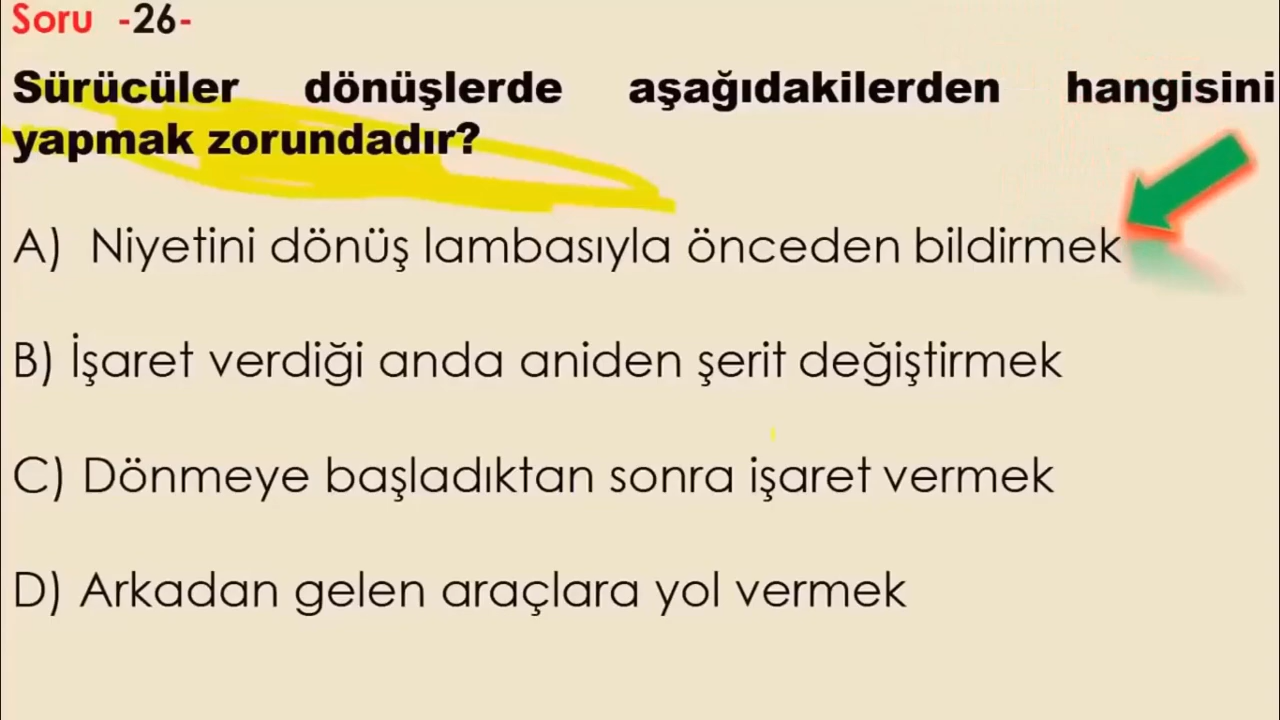 Soru -26-
Sürücüler dönüşlerde aşağıdakilerden hangisini
yapmak zorundadır?
A) Niyetini dönüş lambasıyla önceden bildirmek
B) İşaret verdiği anda aniden şerit değiştirmek
C) Dönmeye başladıktan sonra işaret vermek
D) Arkadan gelen araçlara yol vermek